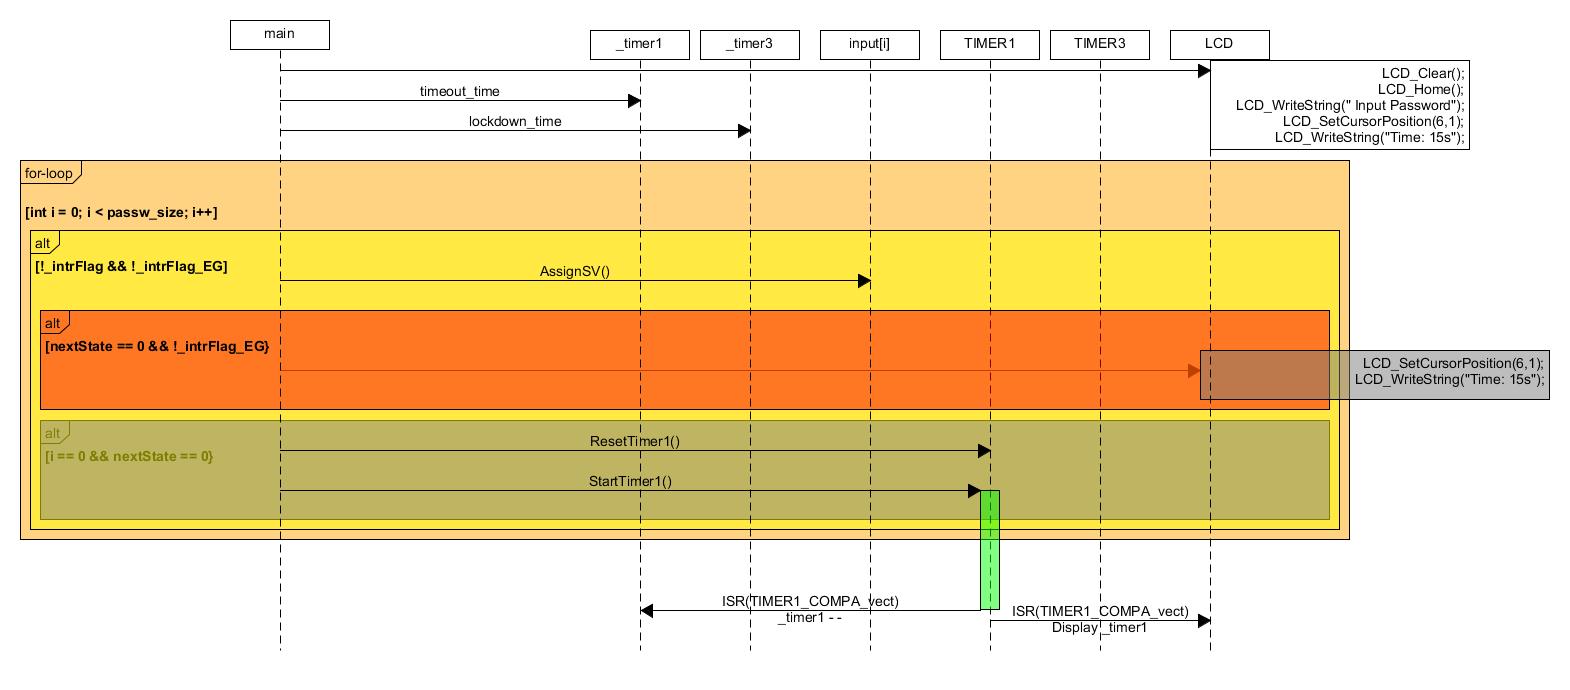 main
_timer1
_timer3
input[i]
TIMER1
TIMER3
LCD
LCD_Clear();
LCD_Home();
LCD_WriteString(" Input Password");
LCD_SetCursorPosition(6,1);
LCD_WriteString("Time: 15s");
timeout_time
lockdown_time
for-loop
[int i = 0; i < passw_size; i++]
alt
[!_intrFlag && !_intrFlag_EG]
AssignSV()
alt
[nextState == 0 && !_intrFlag_EG}
LCD_SetCursorPosition(6,1);
LCD_WriteString("Time: 15s");
alt
[i == 0 && nextState == 0}
ResetTimer1()
StartTimer1()
ISR(TIMER1_COMPA_vect)
_timer1 - -
ISR(TIMER1_COMPA_vect)
Display _timer1